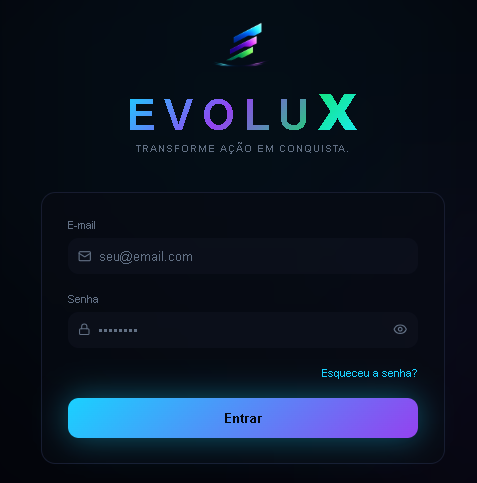 EVOLUX
TRANSFORME AÇÃO EM CONQUISTA.
E-mail
seu@email.com
Senha
••••••••
Esqueceu a senha?
Entrar